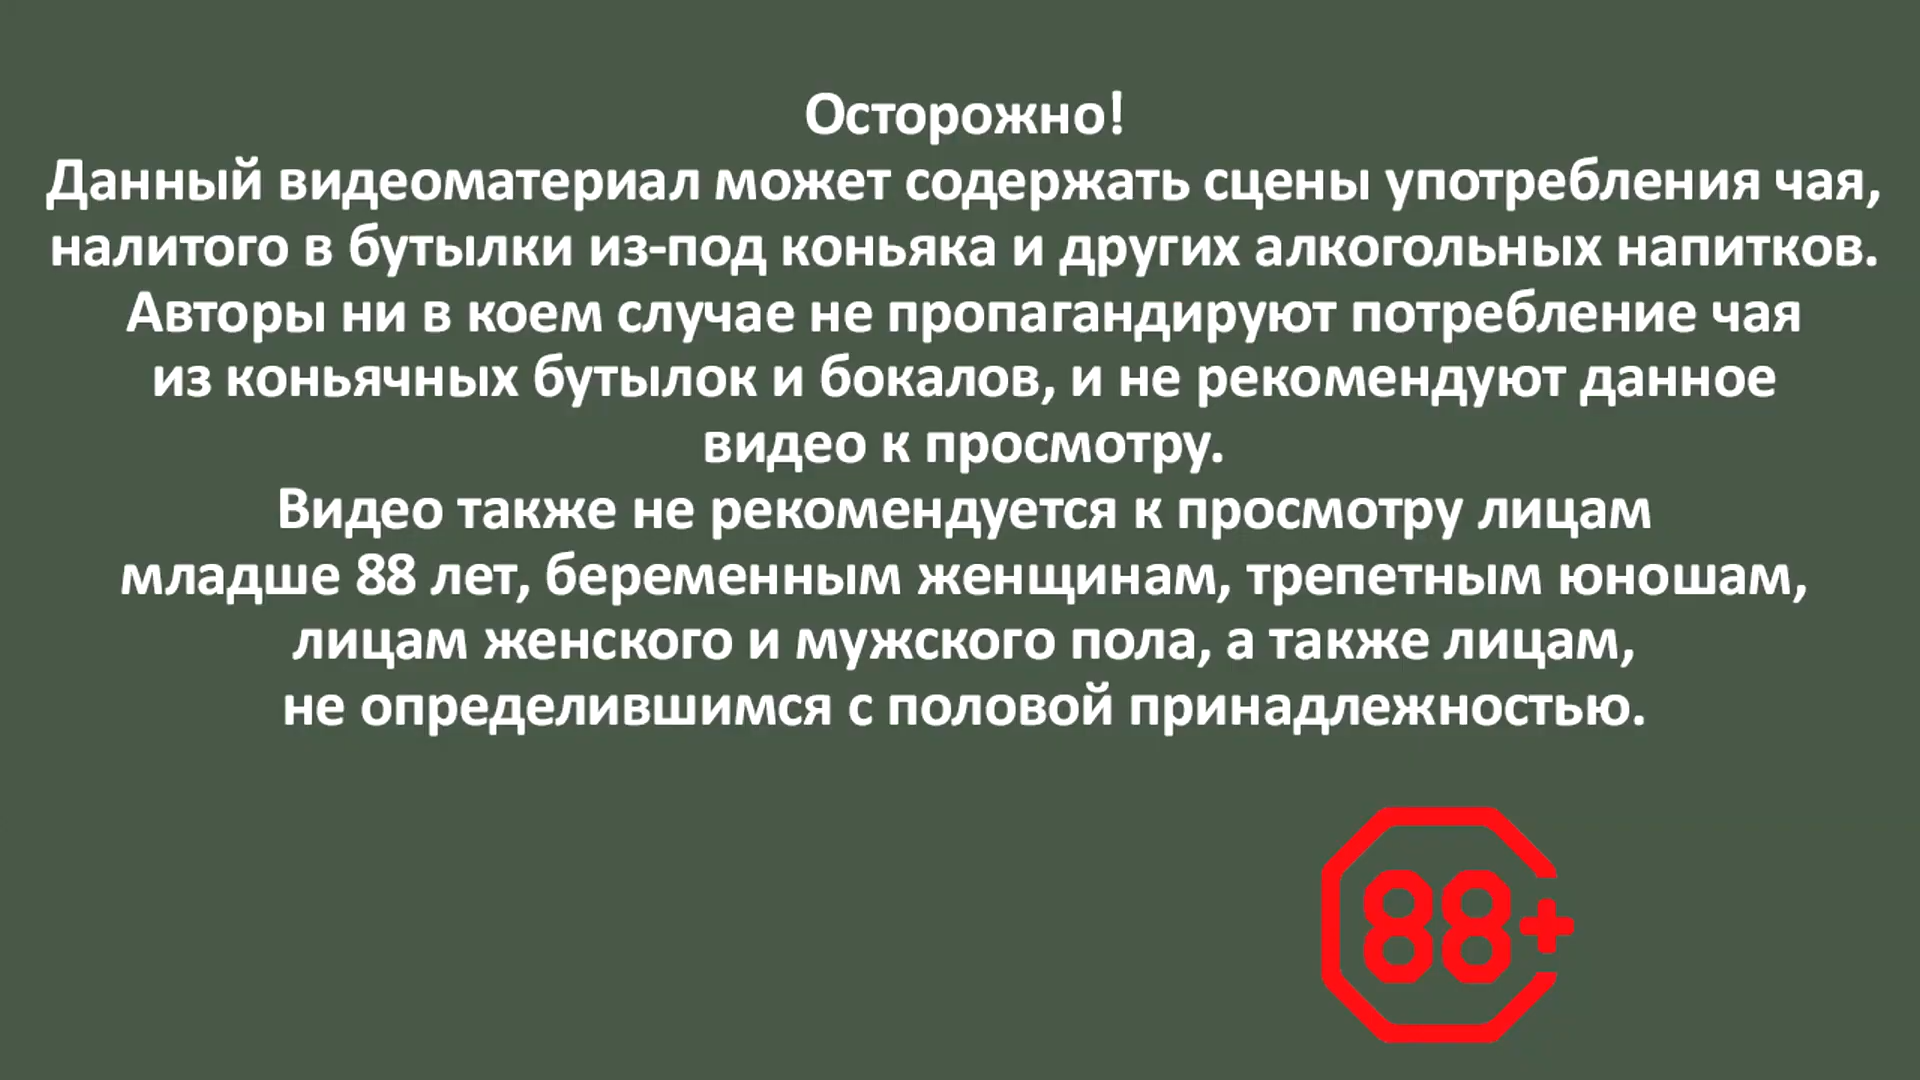 Осторожно!
Данный видеоматериал может содержать сцены употребления чая,
налитого в бутылки из-под коньяка и других алкогольных напитков.
Авторы ни в коем случае не пропагандируют потребление чая
из коньячных бутылок и бокалов, и не рекомендуют данное
видео к просмотру.
Видео также не рекомендуется к просмотру лицам
младше 88 лет, беременным женщинам, трепетным юношам,
лицам женского и мужского пола, а также лицам,
не определившимся с половой принадлежностью.
88+